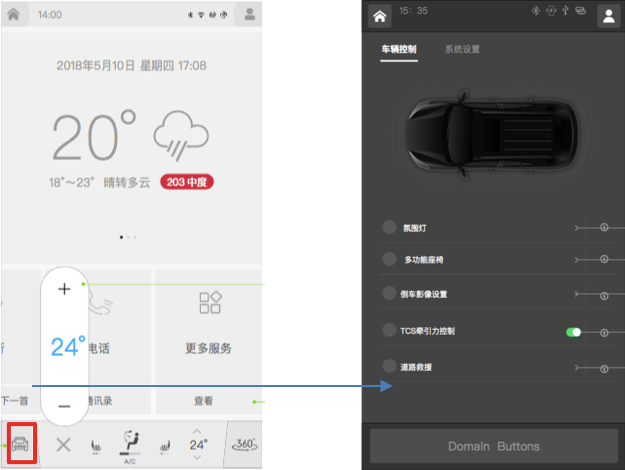 14:00
2018年5月10日 星期四 17:08
20°
18°～23° 晴转多云 203 中度
+
24°
电话
更多服务
下一首
通讯录
查看
—
A/C
24°
360°
15: 35
车辆控制 系统设置
氛围灯
多功能座椅
倒车影像设置
TCS牵引力控制
道路救援
Domain Buttons